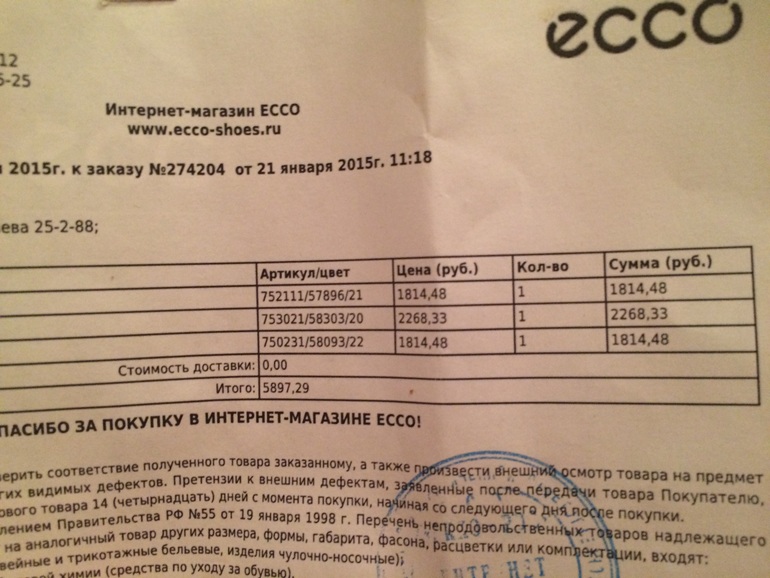 ecco
12
5-25
Интернет-магазин ECCO
www.ecco-shoes.ru
2015г. к заказу №274204 от 21 января 2015г. 11:18
ева 25-2-88;
Артикул/цвет Цена (руб.) Кол-во Сумма (руб.)
752111/57896/21 1814,48 1 1814,48
753021/58303/20 2268,33 1 2268,33
750231/58093/22 1814,48 1 1814,48
Стоимость доставки: 0,00
Итого: 5897,29
ПАСИБО ЗА ПОКУПКУ В ИНТЕРНЕТ-МАГАЗИНЕ ECCO!
верить соответствие полученного товара заказанному, а также произвести внешний осмотр товара на предмет
гих видимых дефектов. Претензии к внешним дефектам, заявленные после передачи товара Покупателю,
ового товара 14 (четырнадцать) дней с момента покупки, начиная со следующего дня после покупки.
лением Правительства РФ №55 от 19 января 1998 г. Перечень непродовольственных товаров надлежащего
на аналогичный товар других размера, формы, габарита, фасона, расцветки или комплектации, входят:
вейные и трикотажные бельевые, изделия чулочно-носочные);
ой химии (средства по уходу за обувью).